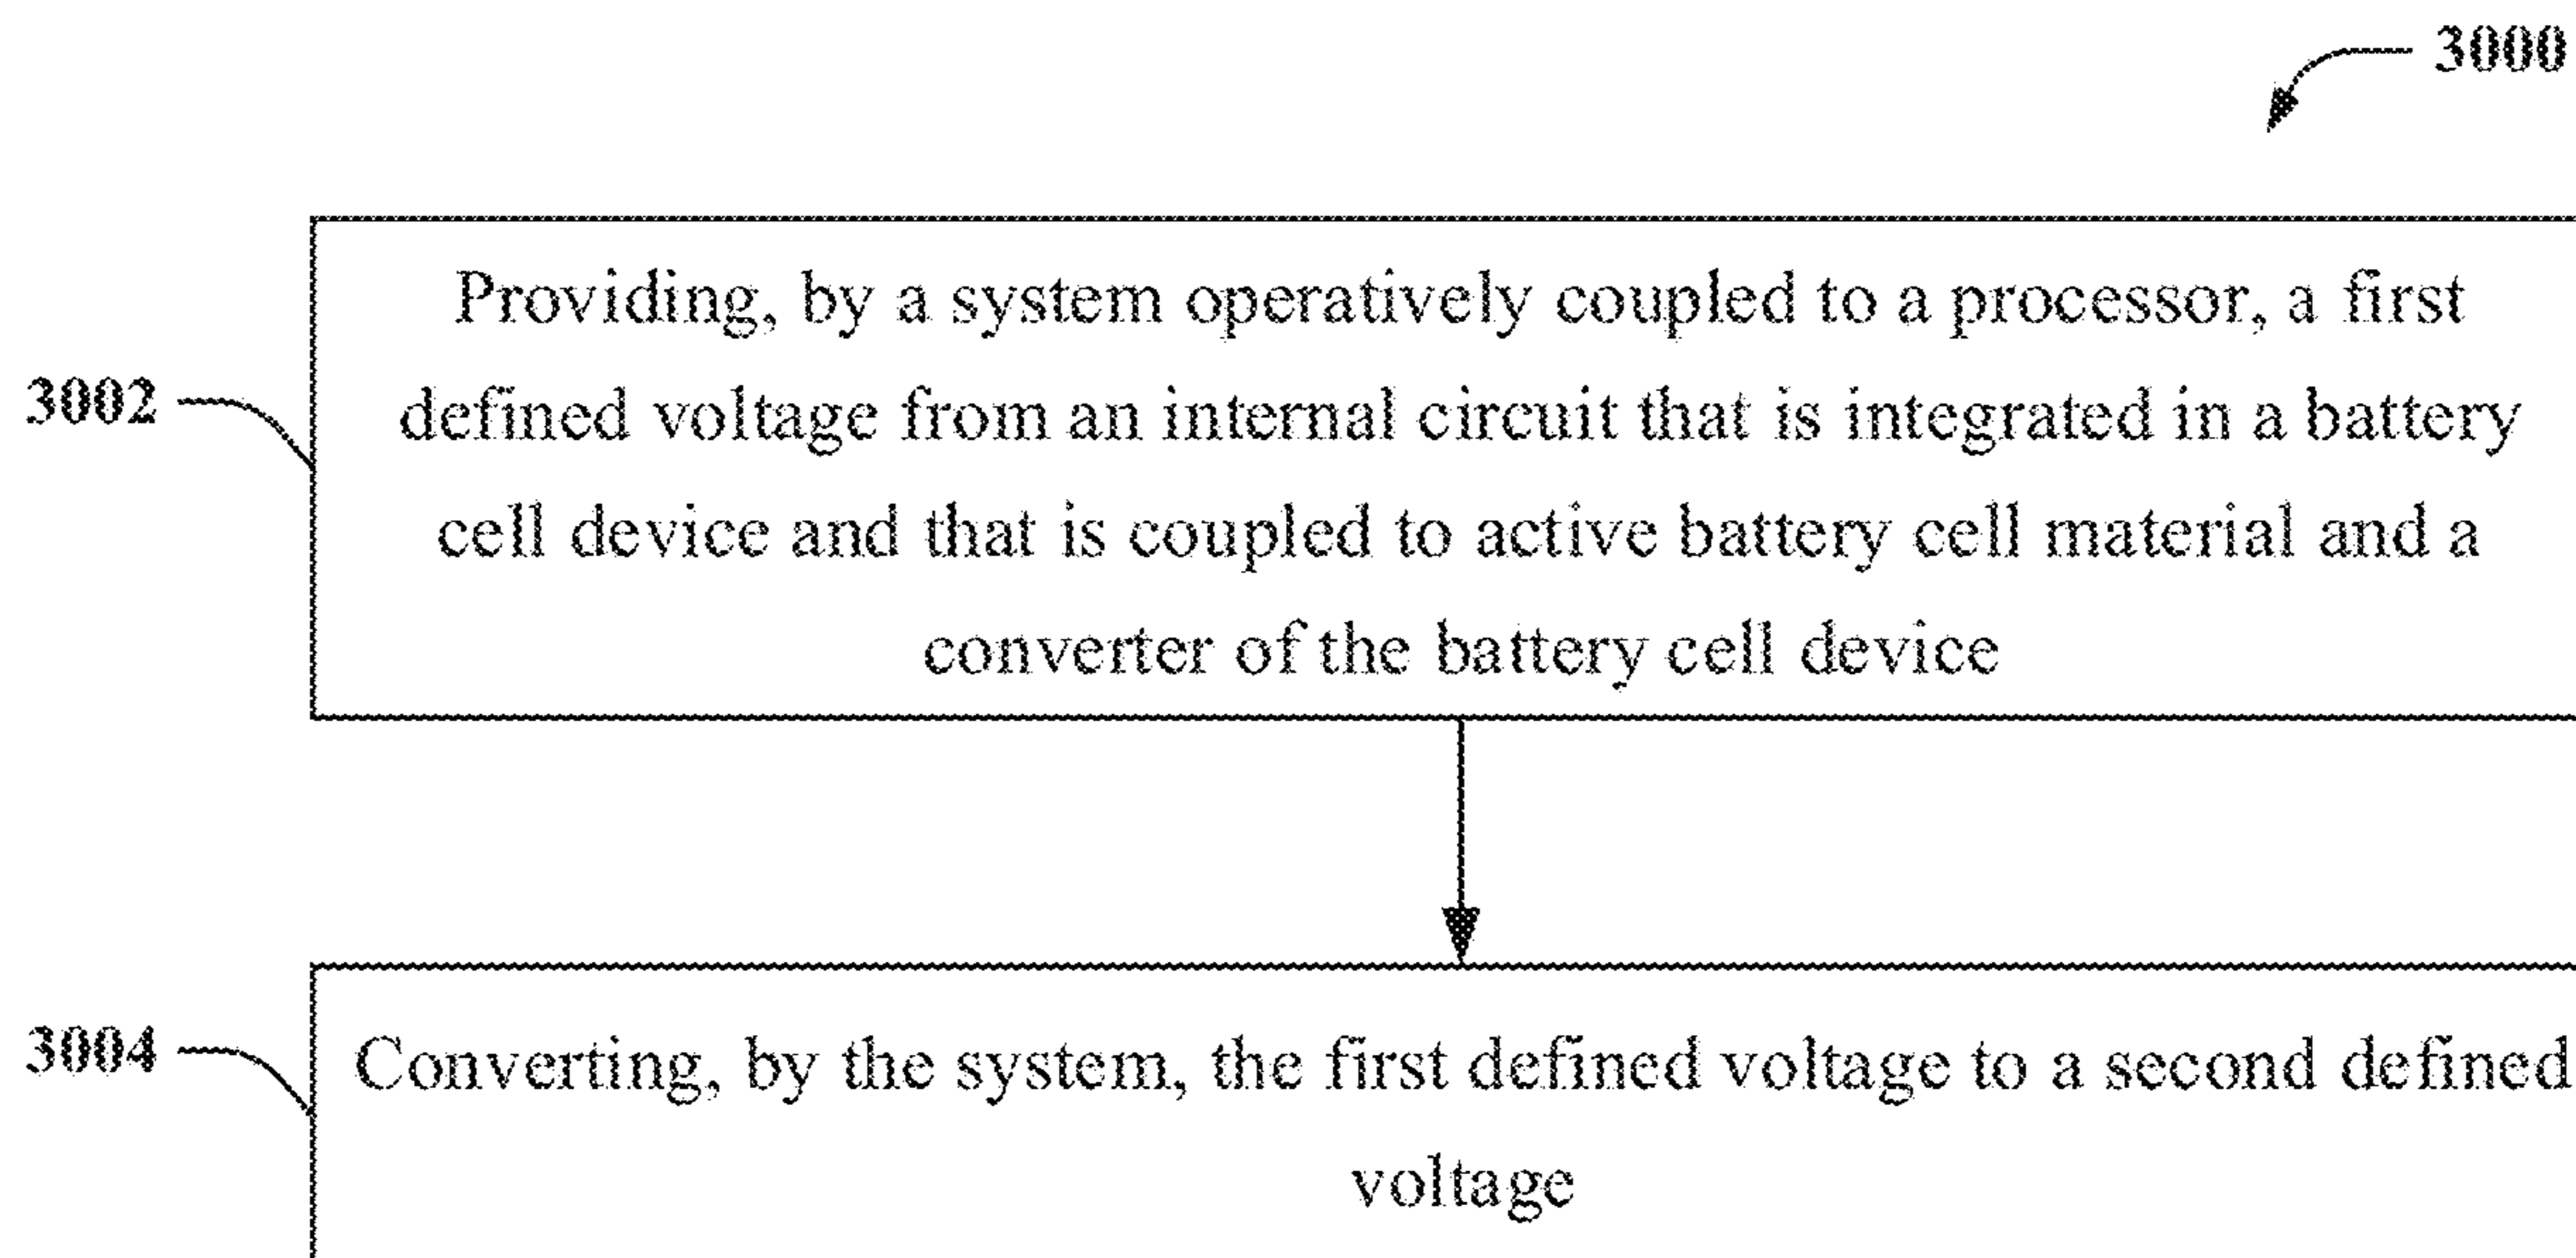 3000
Providing, by a system operatively coupled to a processor, a first
3002
defined voltage from an internal circuit that is integrated in a battery
cell device and that is coupled to active battery cell material and a
converter of the battery cell device
3004
Converting, by the system, the first defined voltage to a second defined
voltage